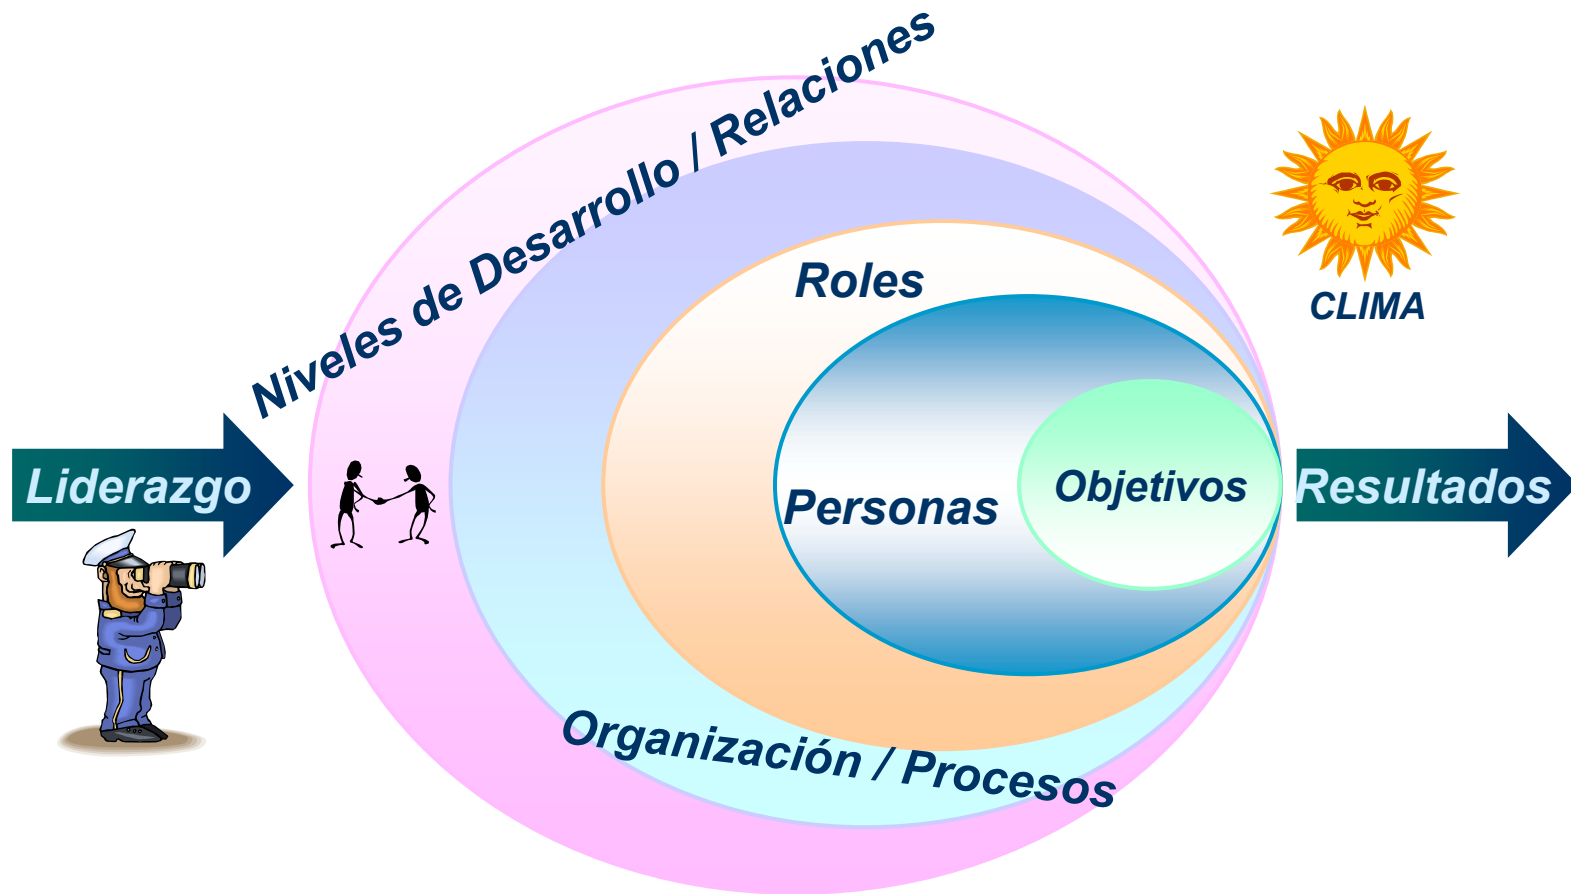 Niveles de Desarrollo / Relaciones
CLIMA
Roles
Liderazgo
Personas
Objetivos
Resultados
Organización / Procesos